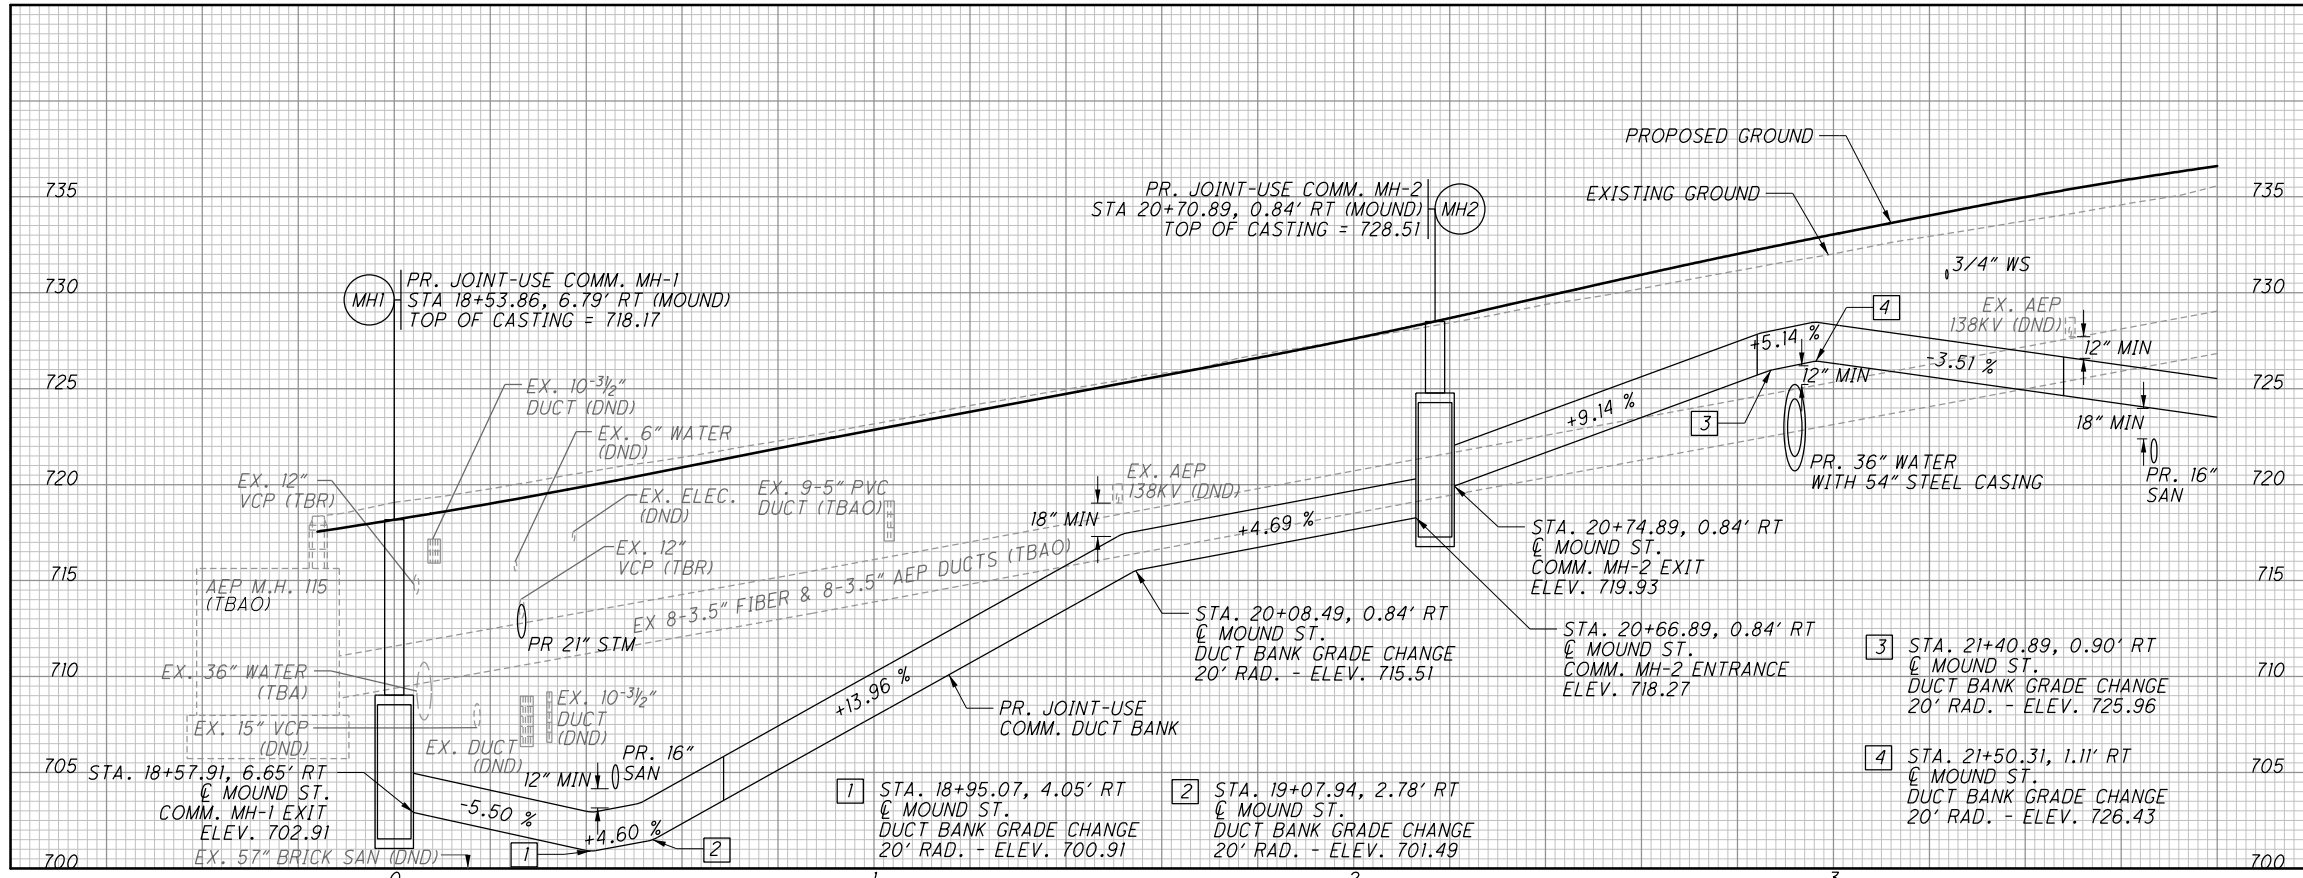 PROPOSED GROUND
735
PR. JOINT-USE COMM. MH-2
STA 20+70.89, 0.84' RT (MOUND)
TOP OF CASTING = 728.51
MH2
EXISTING GROUND
735
730
MH1
PR. JOINT-USE COMM. MH-1
STA 18+53.86, 6.79' RT (MOUND)
TOP OF CASTING = 718.17
3/4" WS
730
EX. AEP
138KV (DND)
4
+5.14 %
12" MIN
-3.51 %
12" MIN
725
EX. 10-3½"
DUCT (DND)
725
+9.14 %
3
18" MIN
EX. 6" WATER
(DND)
720
EX. 12"
VCP (TBR)
EX. ELEC.
(DND)
EX. 9-5" PVC
DUCT (TBAO)
EX. AEP
138KV (DND)
PR. 36" WATER
WITH 54" STEEL CASING
PR. 16"
SAN
720
18" MIN
+4.69 %
STA. 20+74.89, 0.84' RT
℄ MOUND ST.
COMM. MH-2 EXIT
ELEV. 719.93
EX. 12"
VCP (TBR)
715
AEP M.H. 115
(TBAO)
EX 8-3.5" FIBER & 8-3.5" AEP DUCTS (TBAO)
715
PR 21" STM
STA. 20+08.49, 0.84' RT
℄ MOUND ST.
DUCT BANK GRADE CHANGE
20' RAD. - ELEV. 715.51
STA. 20+66.89, 0.84' RT
℄ MOUND ST.
COMM. MH-2 ENTRANCE
ELEV. 718.27
3
STA. 21+40.89, 0.90' RT
℄ MOUND ST.
DUCT BANK GRADE CHANGE
20' RAD. - ELEV. 725.96
710
EX. 36" WATER
(TBA)
710
+13.96 %
EX. 15" VCP
(DND)
EX. DUCT
(DND)
EX. 10-3½"
DUCT
(DND)
PR. JOINT-USE
COMM. DUCT BANK
PR. 16"
SAN
12" MIN
705
STA. 18+57.91, 6.65' RT
℄ MOUND ST.
COMM. MH-1 EXIT
ELEV. 702.91
-5.50 %
+4.60 %
1
2
1
STA. 18+95.07, 4.05' RT
℄ MOUND ST.
DUCT BANK GRADE CHANGE
20' RAD. - ELEV. 700.91
2
STA. 19+07.94, 2.78' RT
℄ MOUND ST.
DUCT BANK GRADE CHANGE
20' RAD. - ELEV. 701.49
4
STA. 21+50.31, 1.11' RT
℄ MOUND ST.
DUCT BANK GRADE CHANGE
20' RAD. - ELEV. 726.43
705
700
EX. 57" BRICK SAN (DND)
700
0
1
2
3